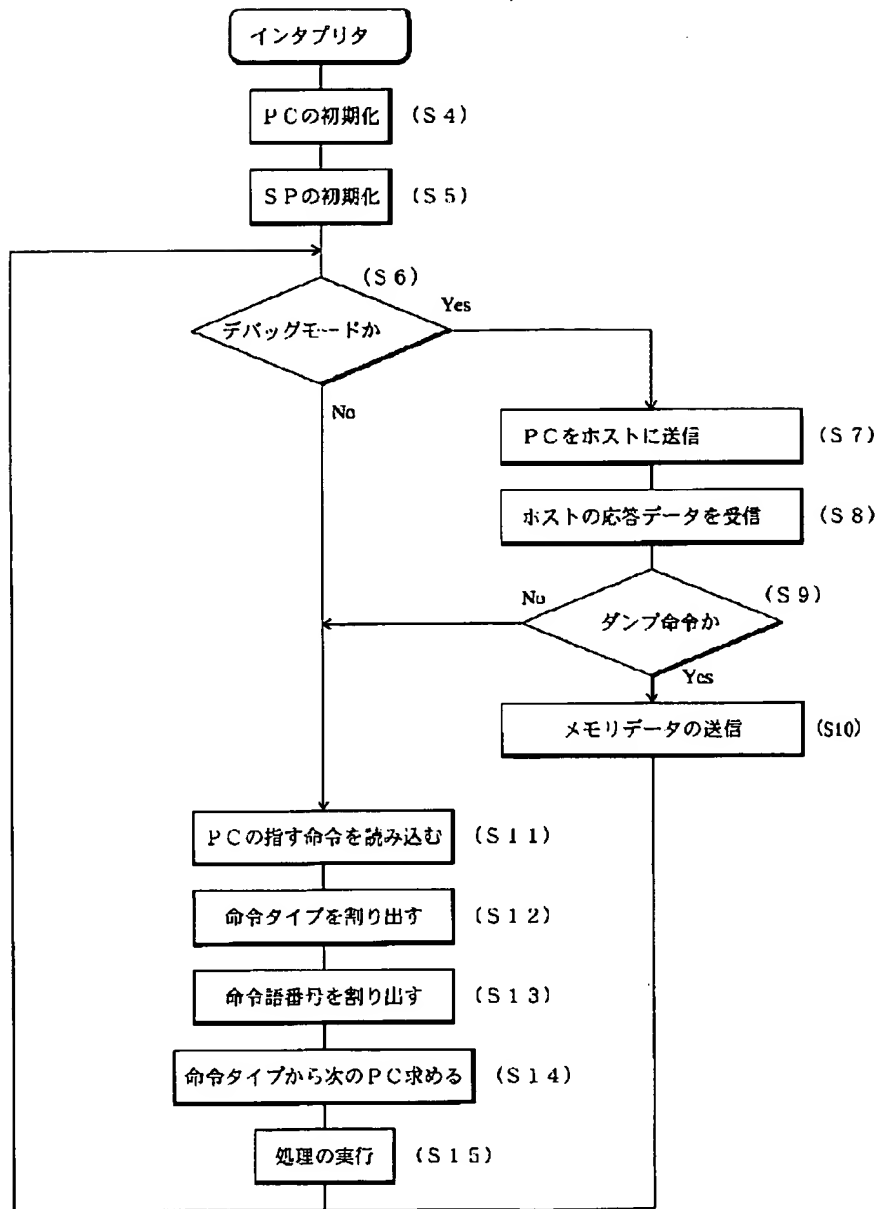 インタプリタ
PCの初期化 (S4)
SPの初期化 (S5)
(S6)
デバッグモードか
Yes
No
PCをホストに送信 (S7)
ホストの応答データを受信 (S8)
(S9)
No
ダンプ命令か
Yes
メモリデータの送信 (S10)
PCの指す命令を読み込む (S11)
命令タイプを割り出す (S12)
命令語番号を割り出す (S13)
命令タイプから次のPC求める (S14)
処理の実行 (S15)